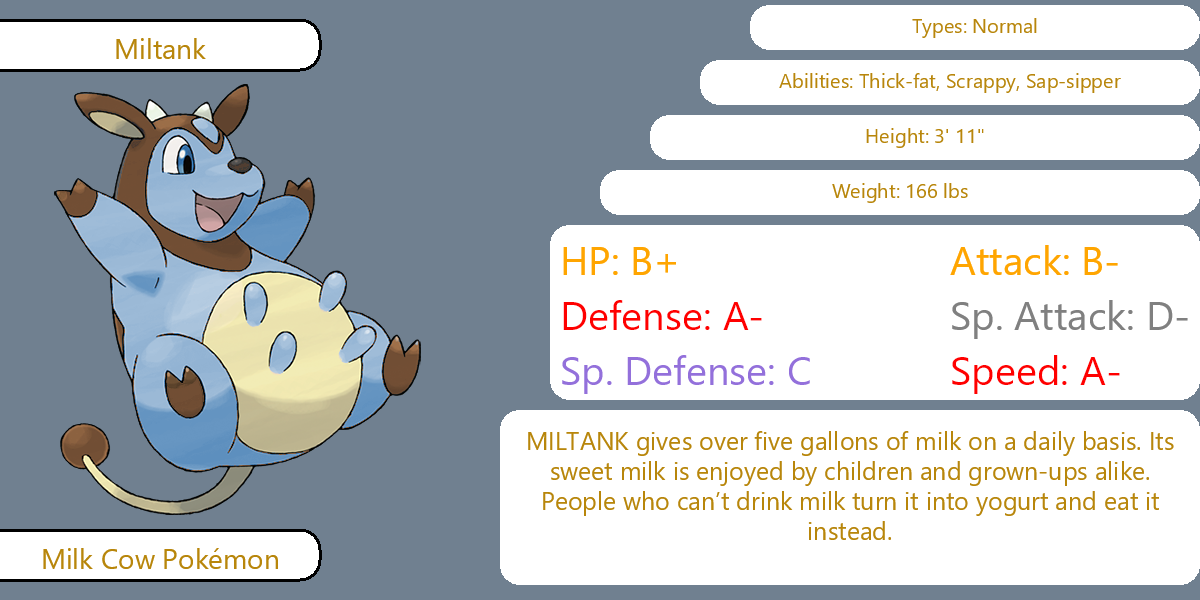 Miltank
Types: Normal
Abilities: Thick-fat, Scrappy, Sap-sipper
Height: 3' 11"
Weight: 166 lbs
HP: B+
Attack: B-
Defense: A-
Sp. Attack: D-
Sp. Defense: C
Speed: A-
MILTANK gives over five gallons of milk on a daily basis. Its
sweet milk is enjoyed by children and grown-ups alike.
People who can’t drink milk turn it into yogurt and eat it
instead.
Milk Cow Pokémon